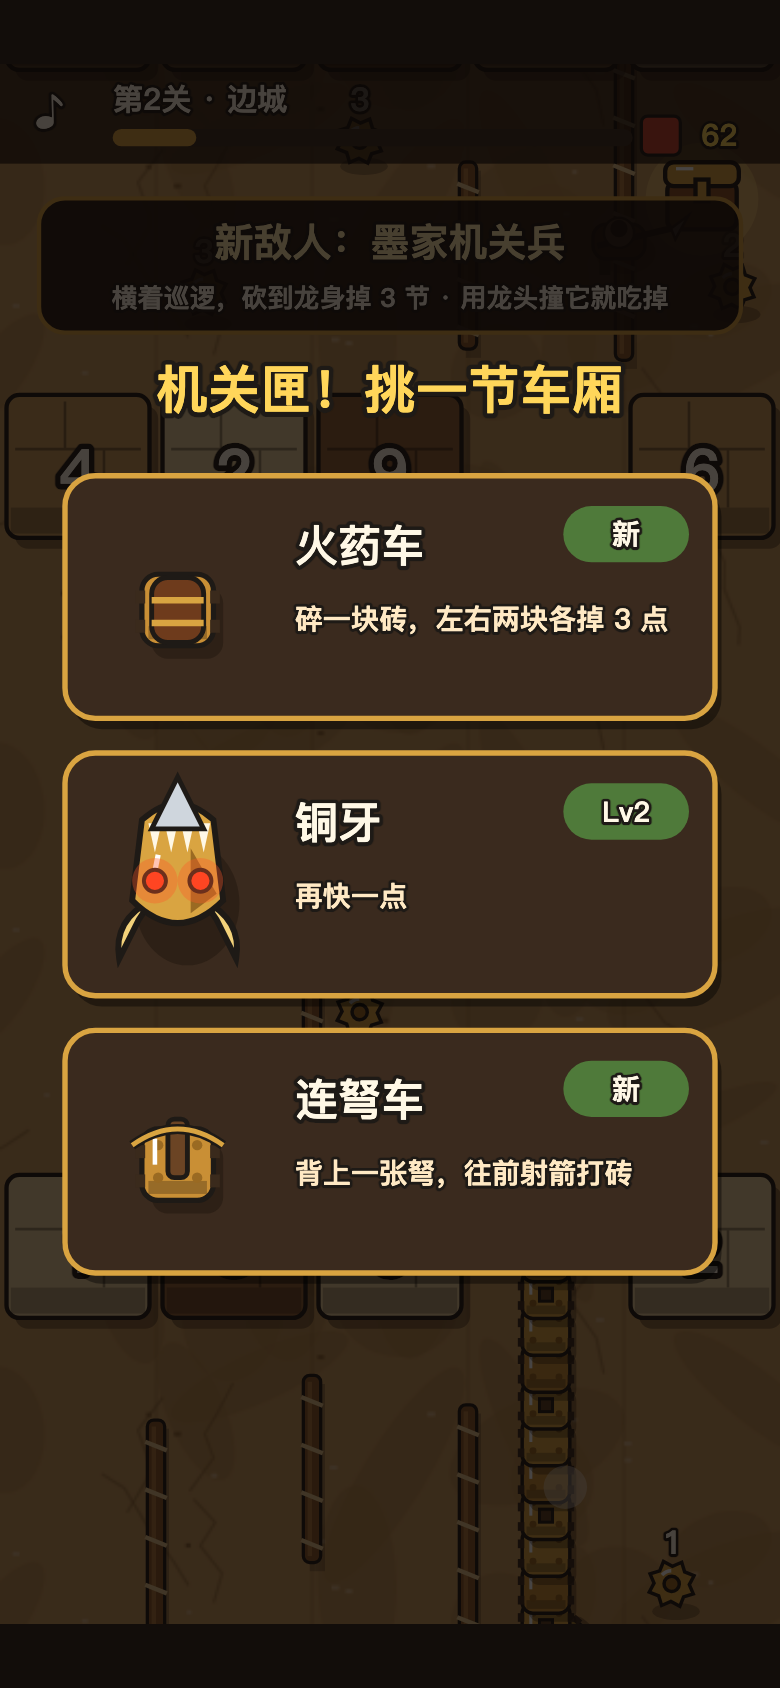 第2关 · 边城
3
62
新敌人：墨家机关兵
横着巡逻，砍到龙身掉 3 节 · 用龙头撞它就吃掉
机关匣！挑一节车厢
4 2 9 6
火药车
新
碎一块砖，左右两块各掉 3 点
铜牙
Lv2
再快一点
连弩车
新
背上一张弩，往前射箭打砖
1